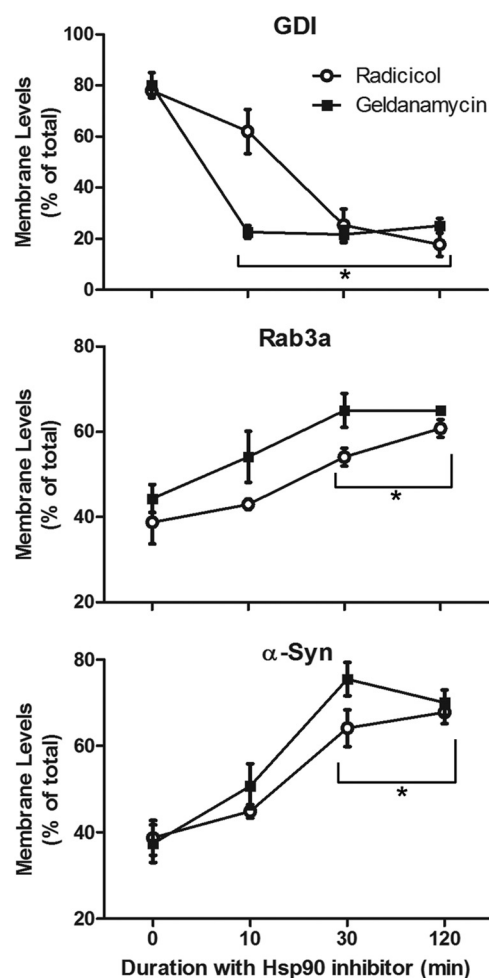 GDI
Membrane Levels
(% of total)
100
80
60
40
20
0
Radicicol
Geldanamycin
*
Rab3a
Membrane Levels
(% of total)
80
60
40
20
*
α-Syn
Membrane Levels
(% of total)
80
60
40
20
*
0 10 30 120
Duration with Hsp90 inhibitor (min)